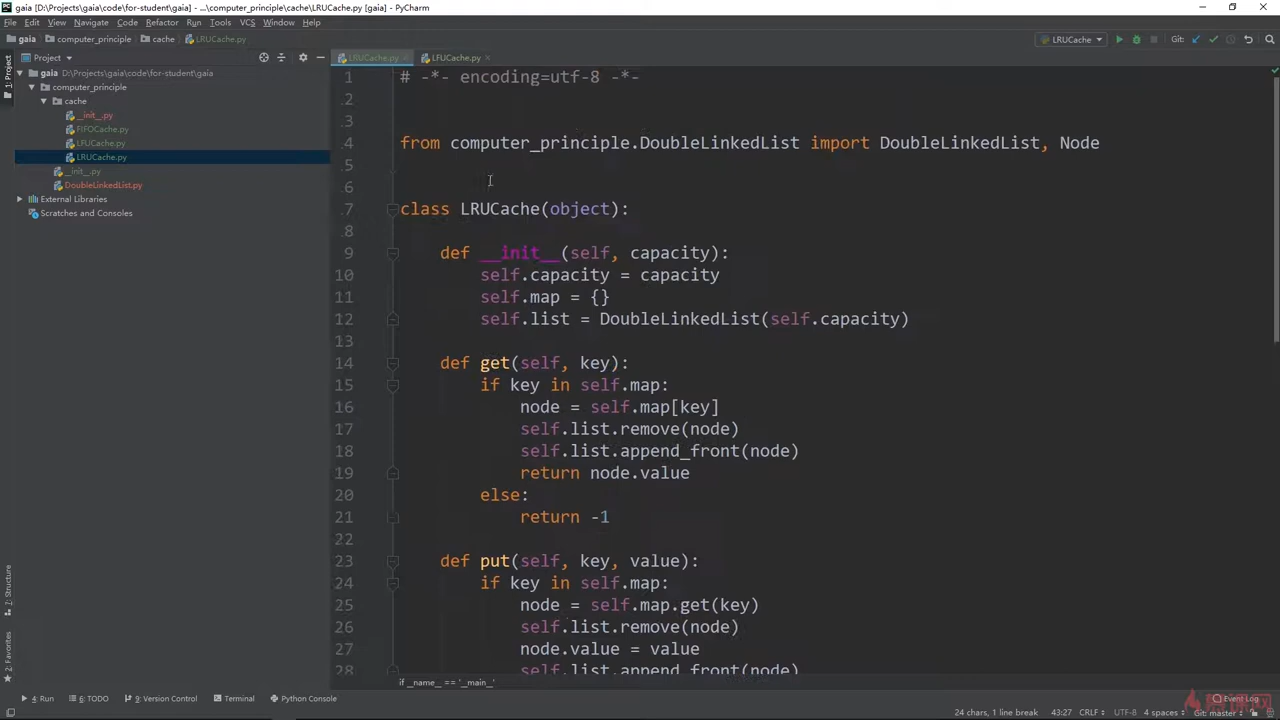 gaia [D:\Projects\gaia\code\for-student\gaia] - ...\computer_principle\cache\LRUCache.py [gaia] - PyCharm
File Edit View Navigate Code Refactor Run Tools VCS Window Help
gaia computer_principle cache LRUCache.py LRUCache Git:
Project LRUCache.py LFUCache.py
1: Project
gaia D:\Projects\gaia\code\for-student\gaia
computer_principle
cache
__init__.py
FIFOCache.py
LFUCache.py
LRUCache.py
__init__.py
DoubleLinkedList.py
External Libraries
Scratches and Consoles
1 # -*- encoding=utf-8 -*-
2
3
4 from computer_principle.DoubleLinkedList import DoubleLinkedList, Node
5
6
7 class LRUCache(object):
8
9 def __init__(self, capacity):
10 self.capacity = capacity
11 self.map = {}
12 self.list = DoubleLinkedList(self.capacity)
13
14 def get(self, key):
15 if key in self.map:
16 node = self.map[key]
17 self.list.remove(node)
18 self.list.append_front(node)
19 return node.value
20 else:
21 return -1
22
23 def put(self, key, value):
24 if key in self.map:
25 node = self.map.get(key)
26 self.list.remove(node)
27 node.value = value
28 self.list.append_front(node)
if __name__ == '__main__'
7: Structure
2: Favorites
4: Run 6: TODO 9: Version Control Terminal Python Console Event Log
24 chars, 1 line break 43:27 CRLF UTF-8 4 spaces Git: master